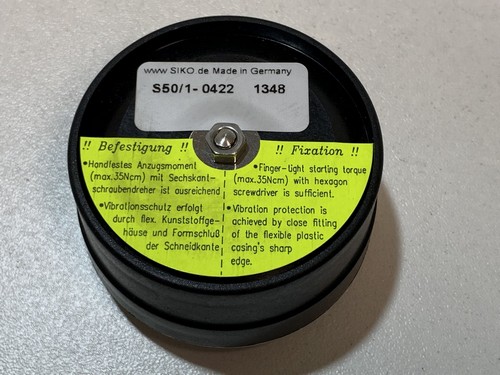 www SIKO de Made in Germany
S50/1- 0422 1348
!! Befestigung !!
•Handfestes Anzugsmoment
(max.35Ncm) mit Sechskant-
schraubendreher ist ausreichend
•Vibrationsschutz erfolgt
durch flex. Kunststoffge-
häuse und Formschluß
der Schneidkante
!! Fixation !!
•Finger-tight starting torque
(max.35Ncm) with hexagon
screwdriver is sufficient.
•Vibration protection is
achieved by close fitting
of the flexible plastic
casing's sharp
edge.